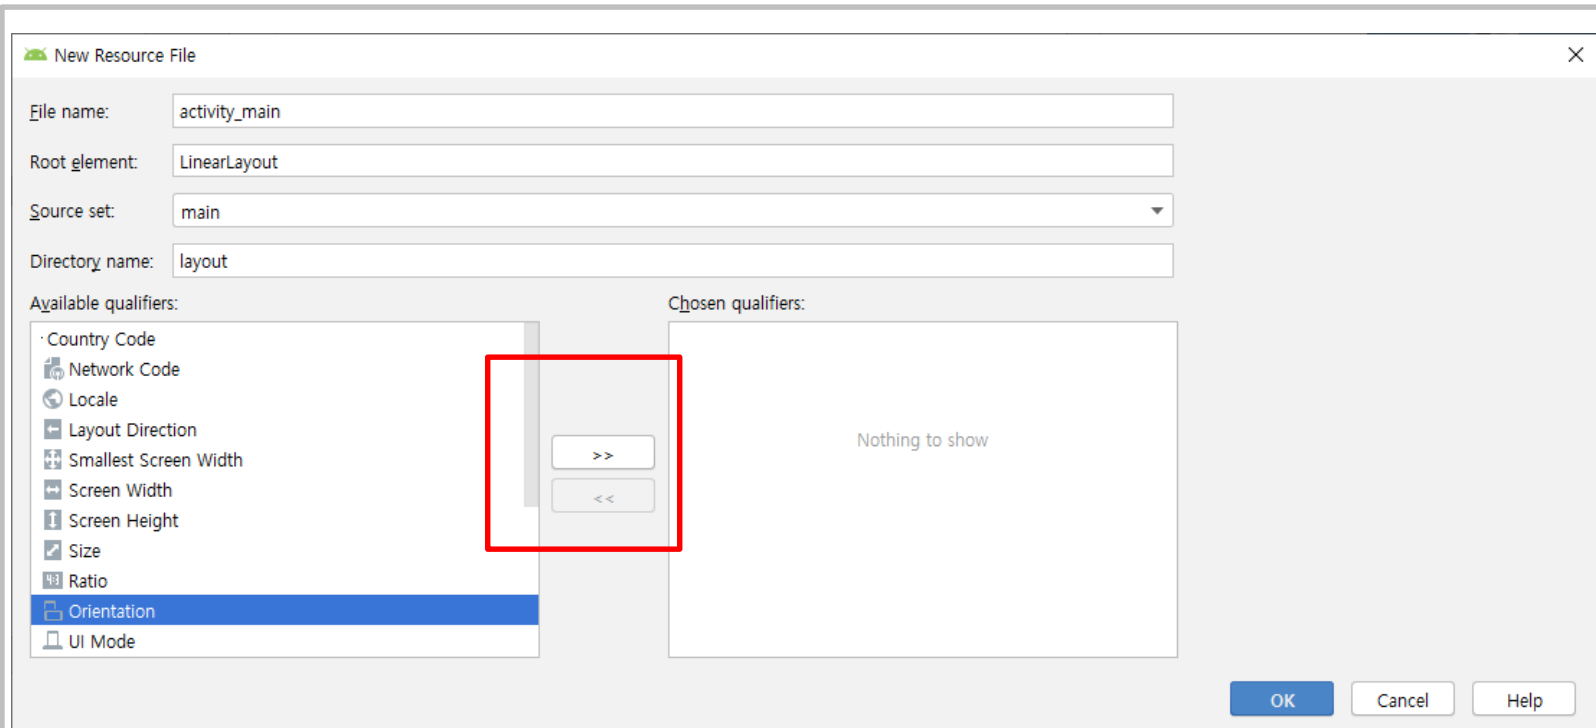 New Resource File
File name: activity_main
Root element: LinearLayout
Source set: main
Directory name: layout
Available qualifiers:
Country Code
Network Code
Locale
Layout Direction
Smallest Screen Width
Screen Width
Screen Height
Size
4:3 Ratio
Orientation
UI Mode
>>
<<
Chosen qualifiers:
Nothing to show
OK Cancel Help